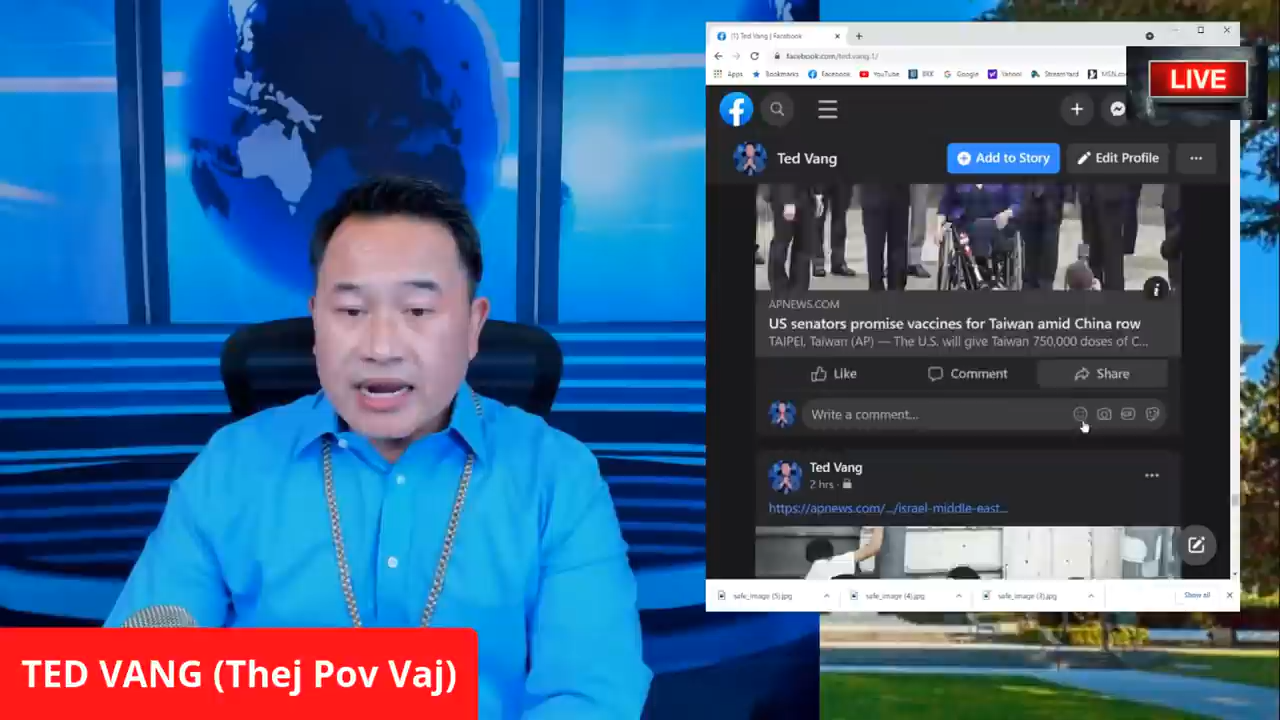 (1) Ted Vang | Facebook
facebook.com/ted.vang.1/
Apps
Bookmarks
Facebook
YouTube
BKK
Google
Yahoo!
StreamYard
LIVE
Ted Vang
Add to Story
Edit Profile
APNEWS.COM
US senators promise vaccines for Taiwan amid China row
TAIPEI, Taiwan (AP) — The U.S. will give Taiwan 750,000 doses of C...
Like
Comment
Share
Write a comment...
Ted Vang
2 hrs ·
https://apnews.com/.../israel-middle-east...
safe_image (5).jpg
safe_image (4).jpg
safe_image (3).jpg
Show all
TED VANG (Thej Pov Vaj)